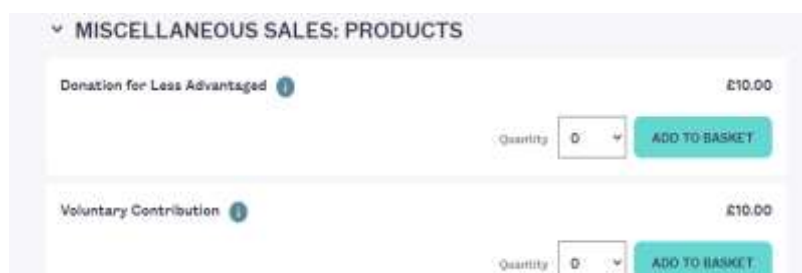 MISCELLANEOUS SALES: PRODUCTS
Donation for Less Advantaged i £10.00
Quantity 0 ADD TO BASKET
Voluntary Contribution i £10.00
Quantity 0 ADD TO BASKET